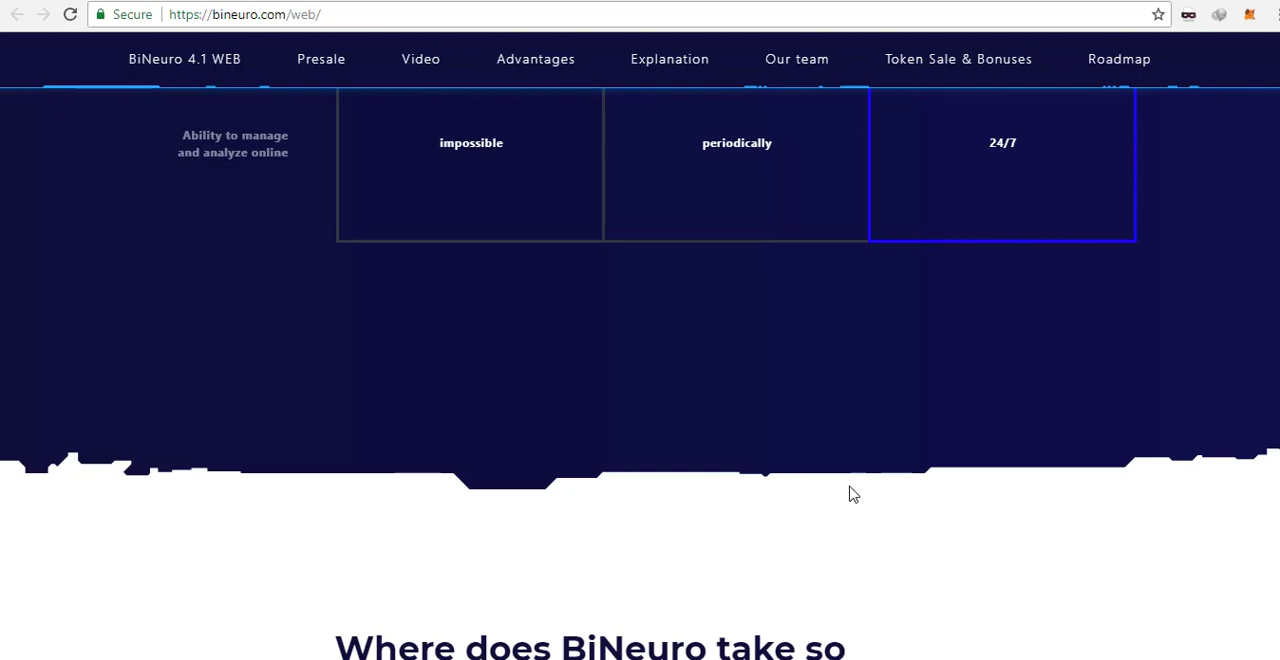 Secure https://bineuro.com/web/
BiNeuro 4.1 WEB Presale Video Advantages Explanation Our team Token Sale & Bonuses Roadmap
Ability to manage
and analyze online
impossible
periodically
24/7
Where does BiNeuro take so